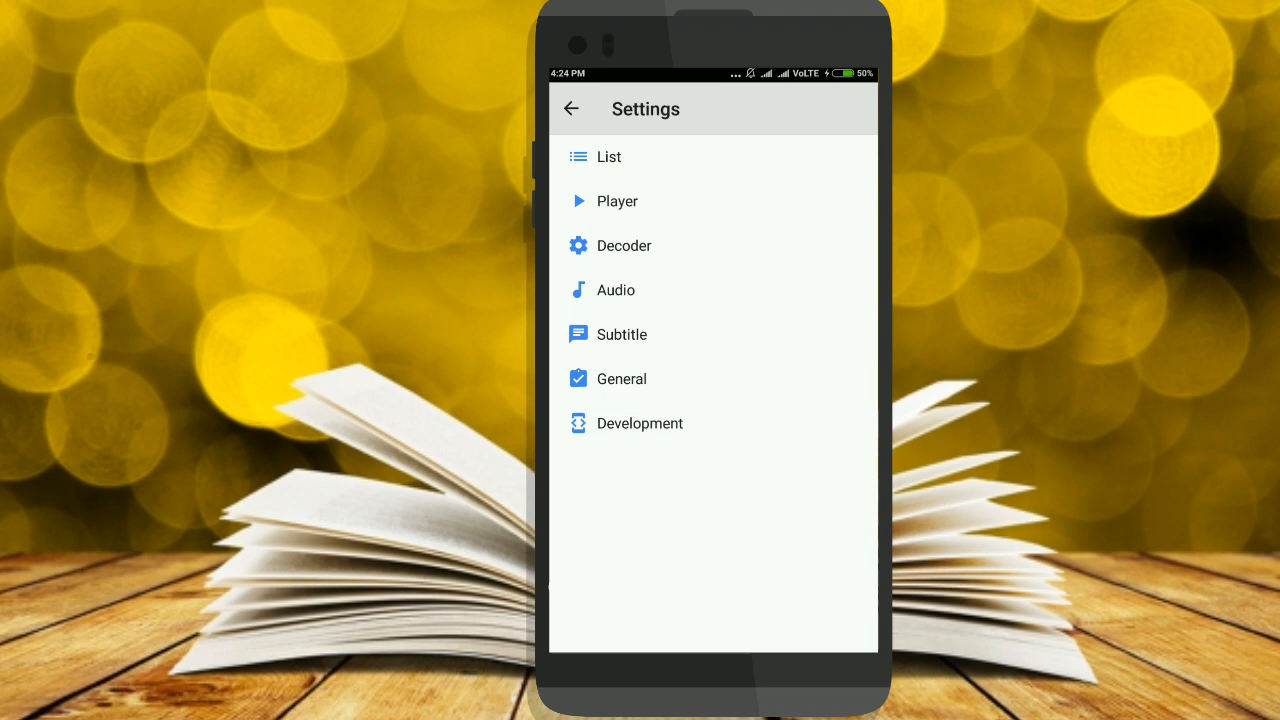 4:24 PM ... VoLTE 50%
Settings
List
Player
Decoder
Audio
Subtitle
General
Development